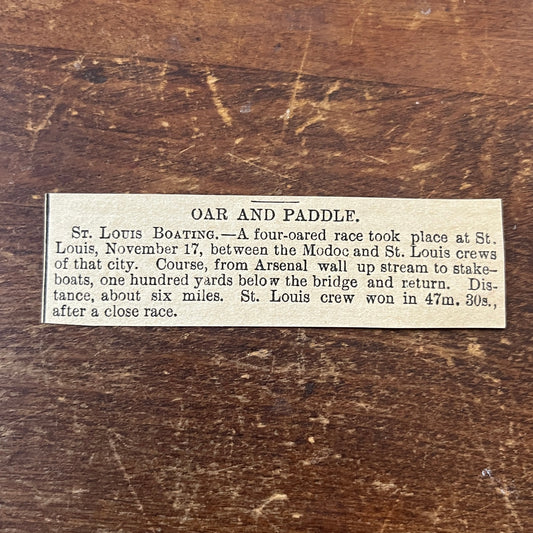 OAR AND PADDLE.
ST. LOUIS BOATING.—A four-oared race took place at St.
Louis, November 17, between the Modoc and St. Louis crews
of that city. Course, from Arsenal wall up stream to stake-
boats, one hundred yards below the bridge and return. Dis-
tance, about six miles. St. Louis crew won in 47m. 30s.,
after a close race.